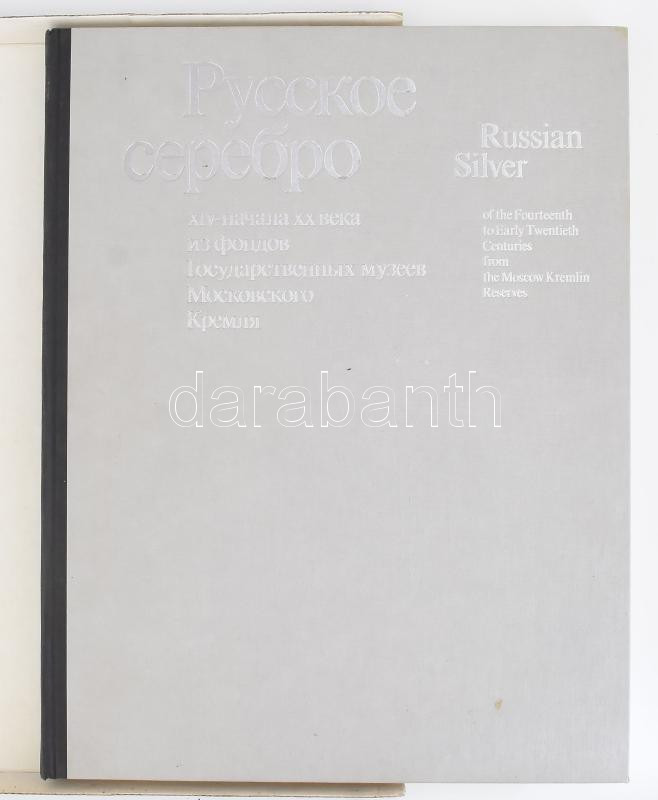 Русское
серебро
XIV-начала XX века
из фондов
Государственных музеев
Московского
Кремля
Russian
Silver
of the Fourteenth
to Early Twentieth
Centuries
from
the Moscow Kremlin
Reserves
darabanth